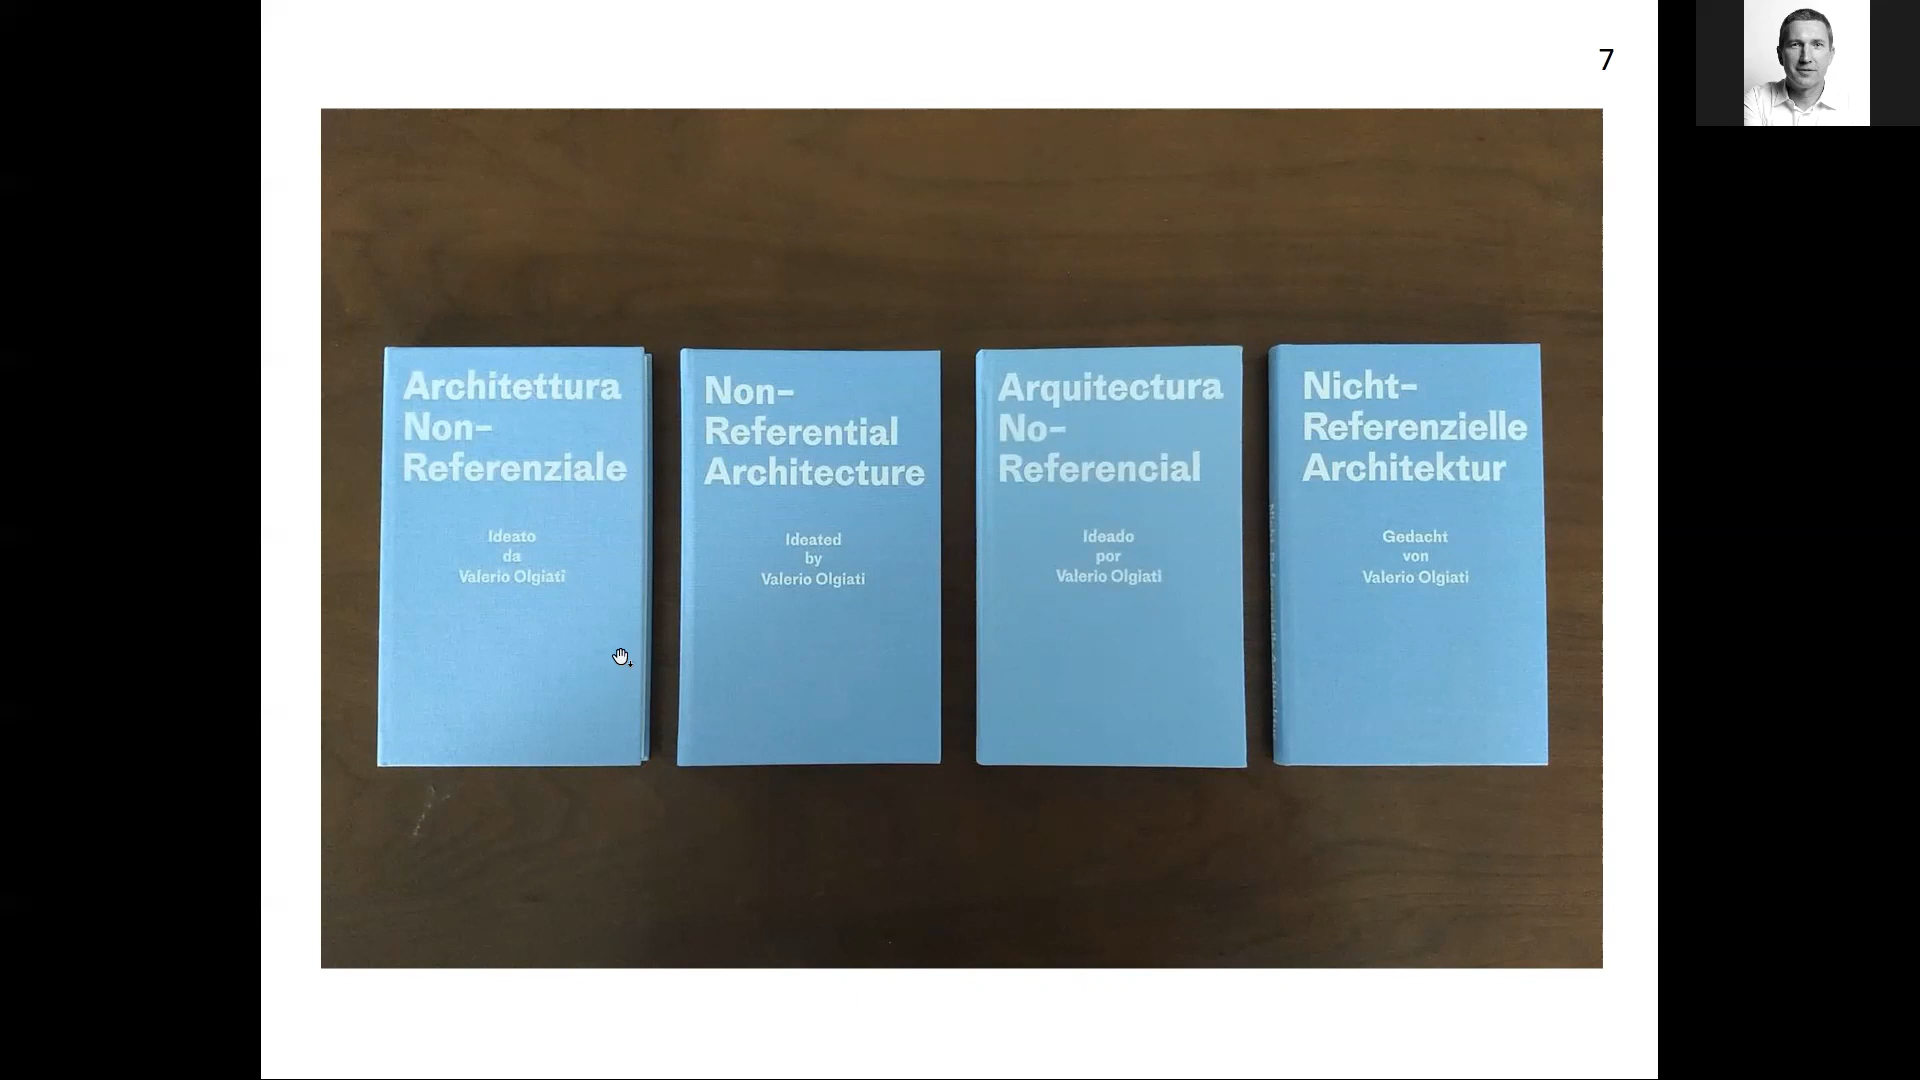 7
Architettura
Non-
Referenziale
Ideato
da
Valerio Olgiati
Non-
Referential
Architecture
Ideated
by
Valerio Olgiati
Arquitectura
No-
Referencial
Ideado
por
Valerio Olgiati
Nicht-
Referenzielle
Architektur
Gedacht
von
Valerio Olgiati